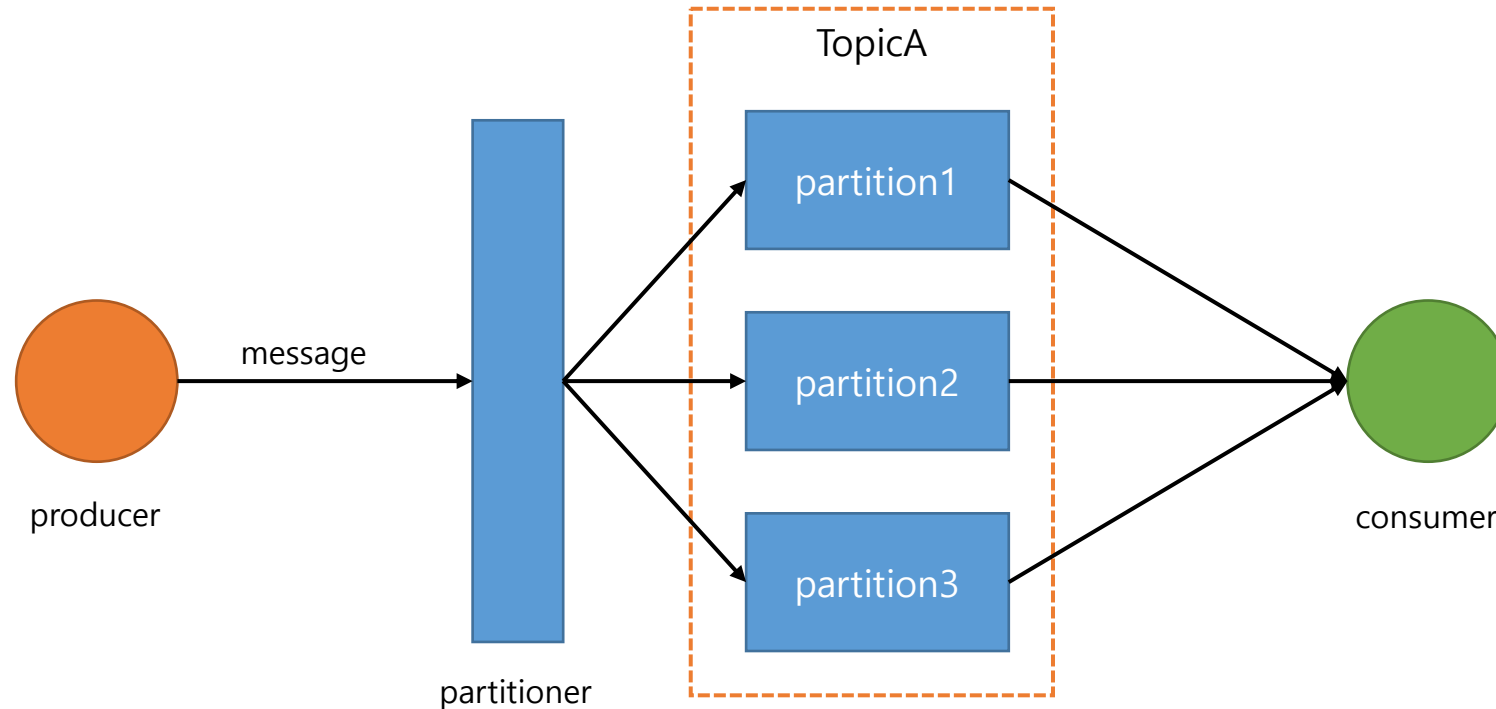 TopicA
partition1
message
partition2
producer
consumer
partition3
partitioner